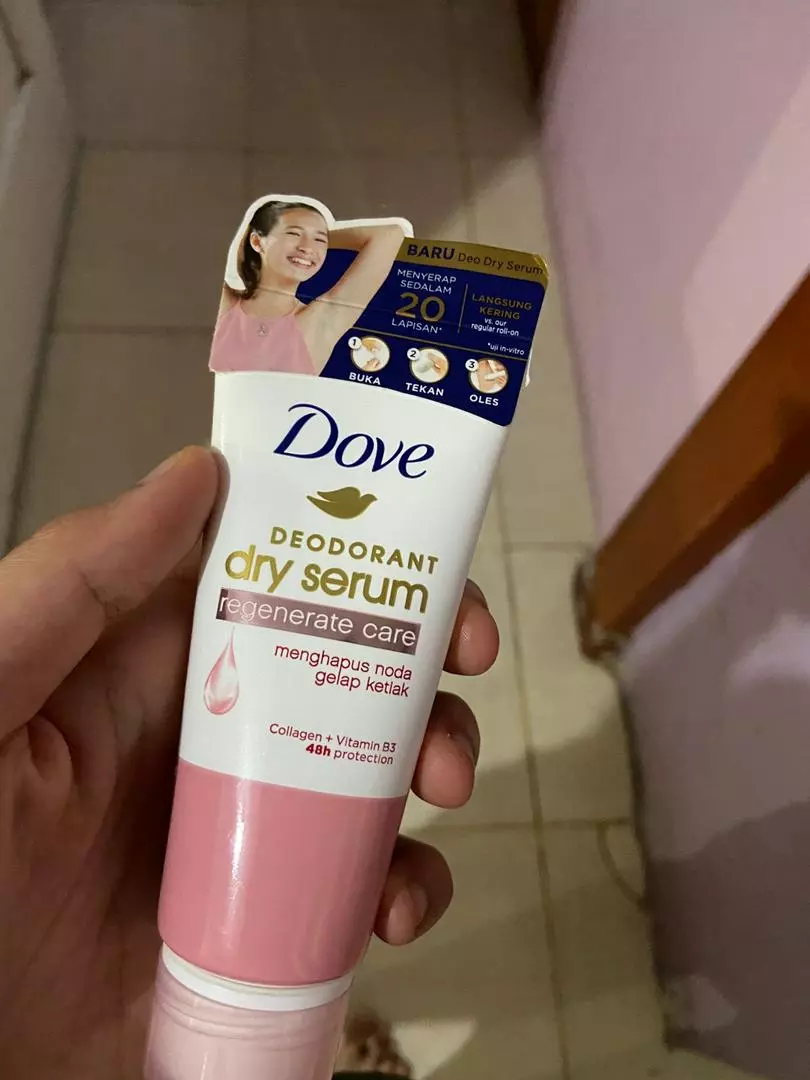 BARU Deo Dry Serum
MENYERAP
SEDALAM
20
LAPISAN*
LANGSUNG
KERING
vs. our
regular roll-on
*uji in-vitro
1
BUKA
2
TEKAN
3
OLES
Dove
DEODORANT
dry serum
regenerate care
menghapus noda
gelap ketiak
Collagen + Vitamin B3
48h protection